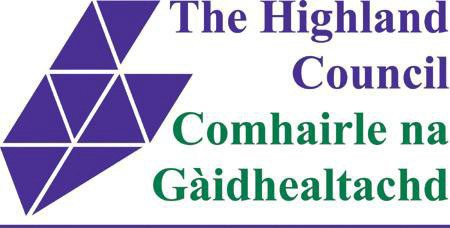 The Highland
Council
Comhairle na
Gàidhealtachd